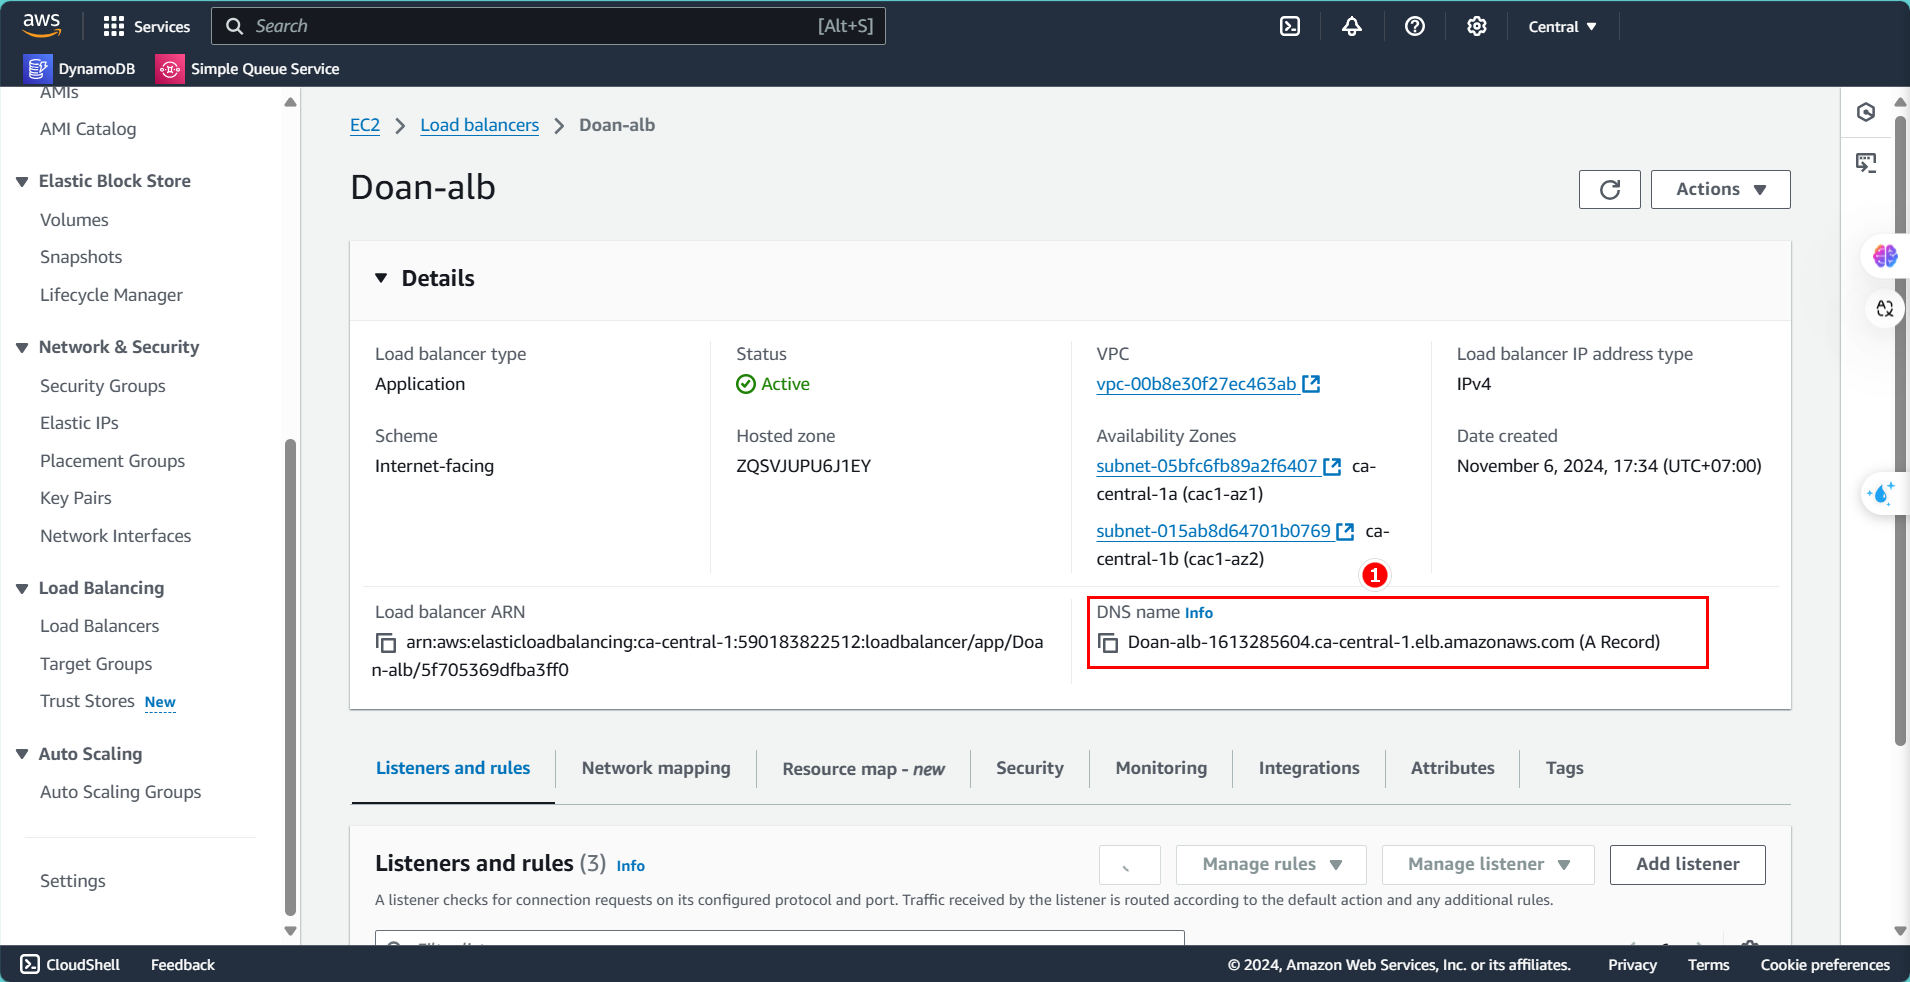 aws
Services
Search
[Alt+S]
Central
DynamoDB
Simple Queue Service
AMIs
AMI Catalog
Elastic Block Store
Volumes
Snapshots
Lifecycle Manager
Network & Security
Security Groups
Elastic IPs
Placement Groups
Key Pairs
Network Interfaces
Load Balancing
Load Balancers
Target Groups
Trust Stores New
Auto Scaling
Auto Scaling Groups
Settings
EC2 > Load balancers > Doan-alb
Doan-alb
Actions
Details
Load balancer type
Application
Status
Active
VPC
vpc-00b8e30f27ec463ab
Load balancer IP address type
IPv4
Scheme
Internet-facing
Hosted zone
ZQSVJUPU6J1EY
Availability Zones
subnet-05bfc6fb89a2f6407 ca-
central-1a (cac1-az1)
subnet-015ab8d64701b0769 ca-
central-1b (cac1-az2)
Date created
November 6, 2024, 17:34 (UTC+07:00)
1
Load balancer ARN
arn:aws:elasticloadbalancing:ca-central-1:590183822512:loadbalancer/app/Doa
n-alb/5f705369dfba3ff0
DNS name Info
Doan-alb-1613285604.ca-central-1.elb.amazonaws.com (A Record)
Listeners and rules
Network mapping
Resource map - new
Security
Monitoring
Integrations
Attributes
Tags
Listeners and rules (3) Info
Manage rules
Manage listener
Add listener
A listener checks for connection requests on its configured protocol and port. Traffic received by the listener is routed according to the default action and any additional rules.
CloudShell
Feedback
© 2024, Amazon Web Services, Inc. or its affiliates.
Privacy
Terms
Cookie preferences